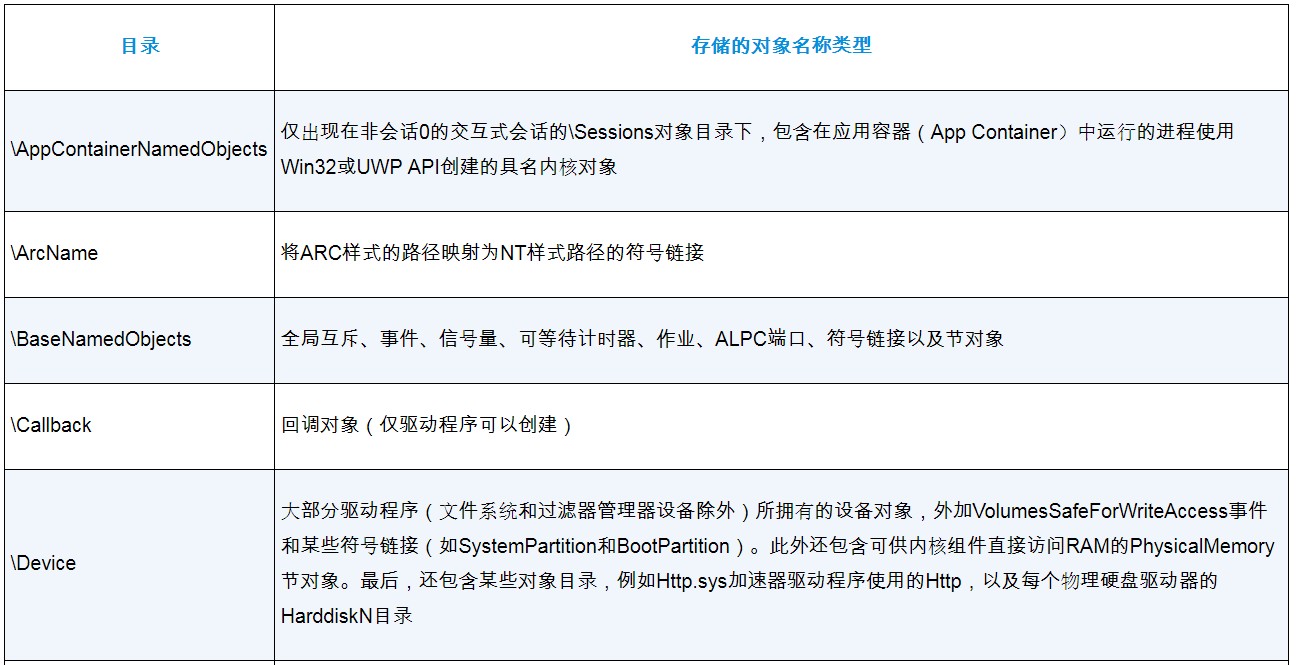 目录
存储的对象名称类型
\AppContainerNamedObjects
仅出现在非会话0的交互式会话的\Sessions对象目录下，包含在应用容器（App Container）中运行的进程使用
Win32或UWP API创建的具名内核对象
\ArcName
将ARC样式的路径映射为NT样式路径的符号链接
\BaseNamedObjects
全局互斥、事件、信号量、可等待计时器、作业、ALPC端口、符号链接以及节对象
\Callback
回调对象（仅驱动程序可以创建）
\Device
大部分驱动程序（文件系统和过滤器管理器设备除外）所拥有的设备对象，外加VolumesSafeForWriteAccess事件
和某些符号链接（如SystemPartition和BootPartition）。此外还包含可供内核组件直接访问RAM的PhysicalMemory
节对象。最后，还包含某些对象目录，例如Http.sys加速器驱动程序使用的Http，以及每个物理硬盘驱动器的
HarddiskN目录